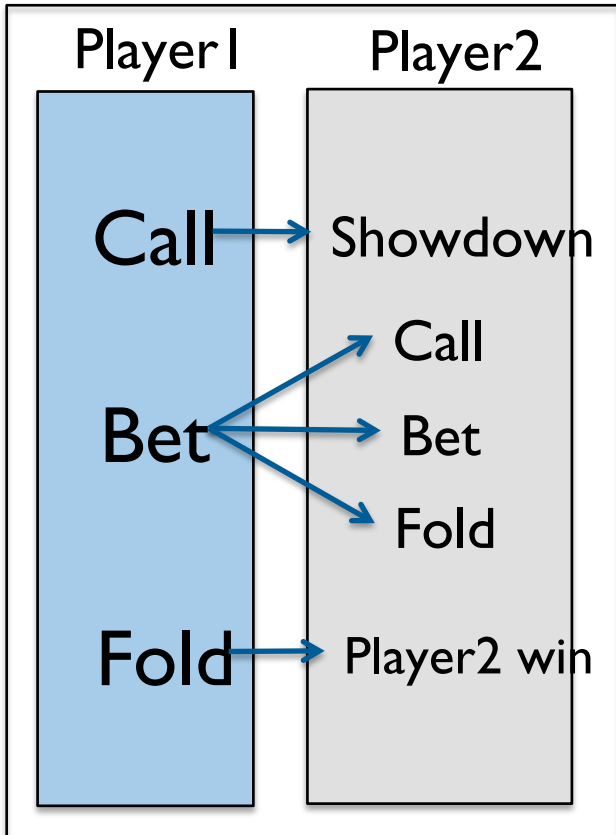 Player1
Player2
Call
Showdown
Call
Bet
Bet
Fold
Fold
Player2 win